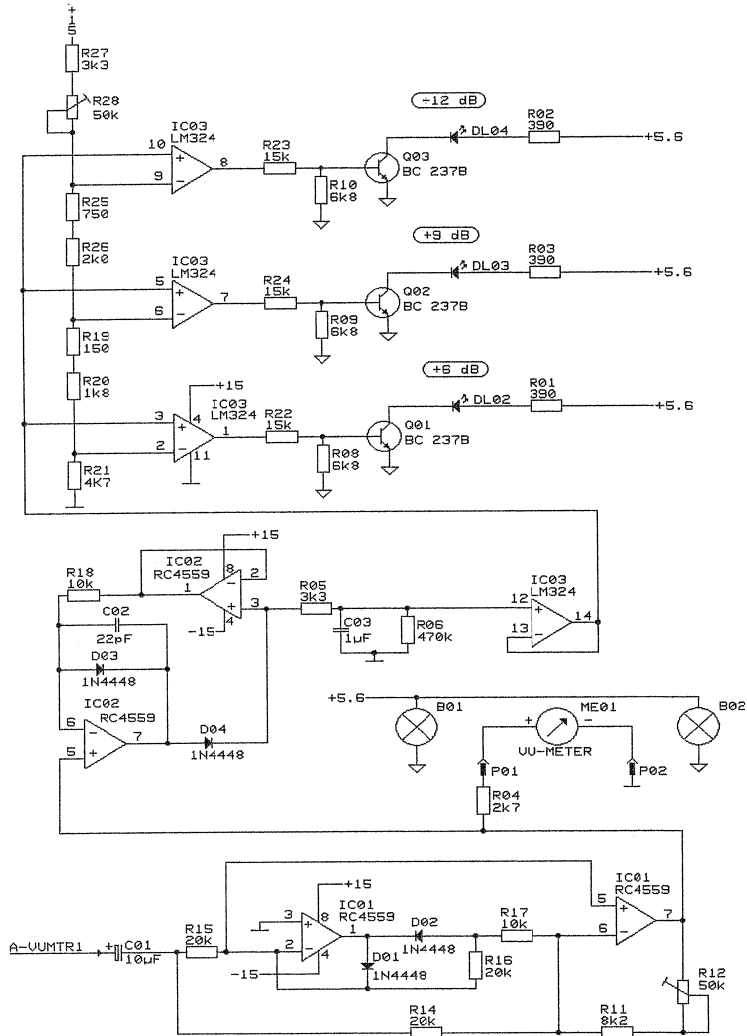 +15
R27
3k3
R28
50k
+12 dB
R02
390
+5.6
DL04
IC03
LM324
10
+
9
-
8
R23
15k
R10
6k8
Q03
BC 237B
R25
750
R26
2k0
+9 dB
R03
390
+5.6
DL03
IC03
LM324
5
+
6
-
7
R24
15k
R09
6k8
Q02
BC 237B
R19
150
R20
1k8
+6 dB
R01
390
+5.6
DL02
+15
IC03
LM324
4
3
+
2
-
11
1
R22
15k
R08
6k8
Q01
BC 237B
R21
4K7
+15
IC02
RC4559
8
2
-
1
+
3
4
-15
R18
10k
C02
22pF
D03
1N4448
R05
3k3
C03
1µF
R06
470k
IC03
LM324
12
+
13
-
14
IC02
RC4559
6
-
5
+
7
D04
1N4448
+5.6
B01
ME01
+
-
VU-METER
B02
P01
P02
R04
2k7
A-VUMTR1
+
C01
10µF
R15
20k
+15
IC01
RC4559
8
3
+
2
-
1
4
-15
D01
1N4448
D02
1N4448
R16
20k
R17
10k
IC01
RC4559
5
+
6
-
7
R12
50k
R14
20k
R11
8k2